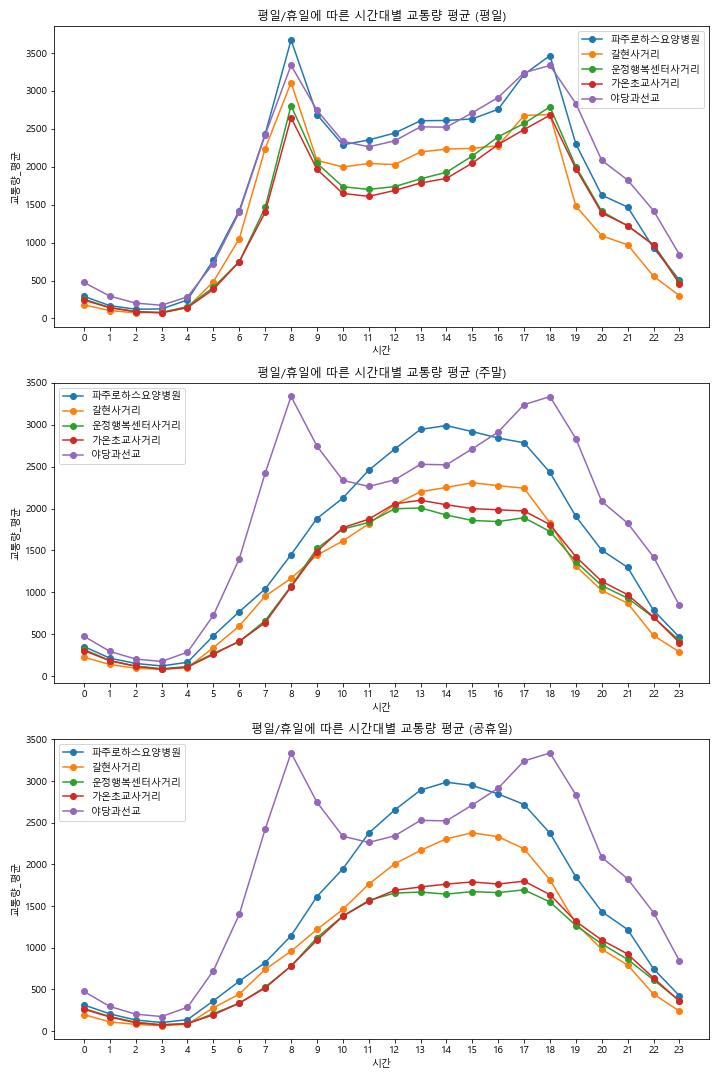 평일/휴일에 따른 시간대별 교통량 평균 (평일)
교통량_평균
3500
3000
2500
2000
1500
1000
500
0
파주로하스요양병원
갈현사거리
운정행복센터사거리
가온초교사거리
야당과선교
0 1 2 3 4 5 6 7 8 9 10 11 12 13 14 15 16 17 18 19 20 21 22 23
시간
평일/휴일에 따른 시간대별 교통량 평균 (주말)
교통량_평균
3500
3000
2500
2000
1500
1000
500
0
파주로하스요양병원
갈현사거리
운정행복센터사거리
가온초교사거리
야당과선교
0 1 2 3 4 5 6 7 8 9 10 11 12 13 14 15 16 17 18 19 20 21 22 23
시간
평일/휴일에 따른 시간대별 교통량 평균 (공휴일)
교통량_평균
3500
3000
2500
2000
1500
1000
500
0
파주로하스요양병원
갈현사거리
운정행복센터사거리
가온초교사거리
야당과선교
0 1 2 3 4 5 6 7 8 9 10 11 12 13 14 15 16 17 18 19 20 21 22 23
시간